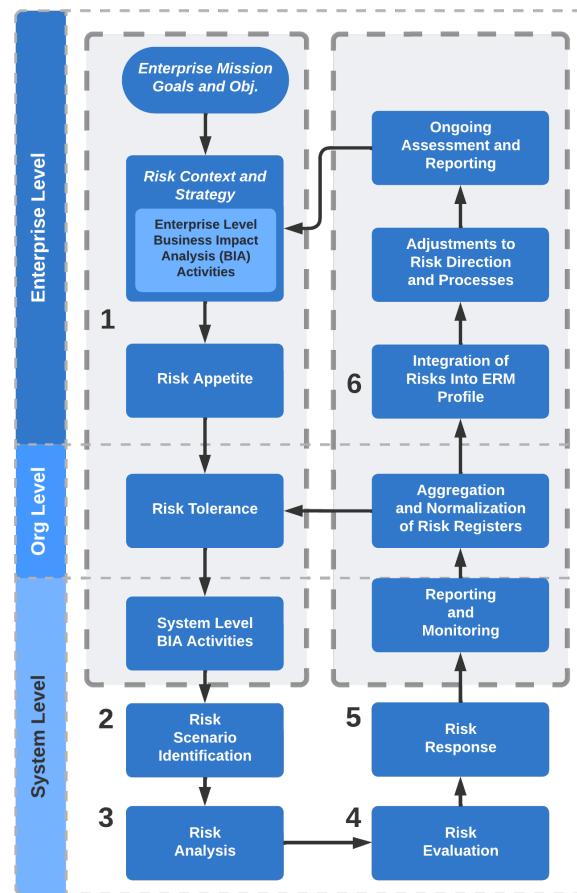 Enterprise Level
Org Level
System Level
Enterprise Mission
Goals and Obj.
Risk Context and
Strategy
Enterprise Level
Business Impact
Analysis (BIA)
Activities
1
Risk Appetite
Risk Tolerance
System Level
BIA Activities
2
Risk
Scenario
Identification
3
Risk
Analysis
4
Risk
Evaluation
5
Risk
Response
Reporting
and
Monitoring
Aggregation
and Normalization
of Risk Registers
6
Integration of
Risks Into ERM
Profile
Adjustments to
Risk Direction
and Processes
Ongoing
Assessment and
Reporting